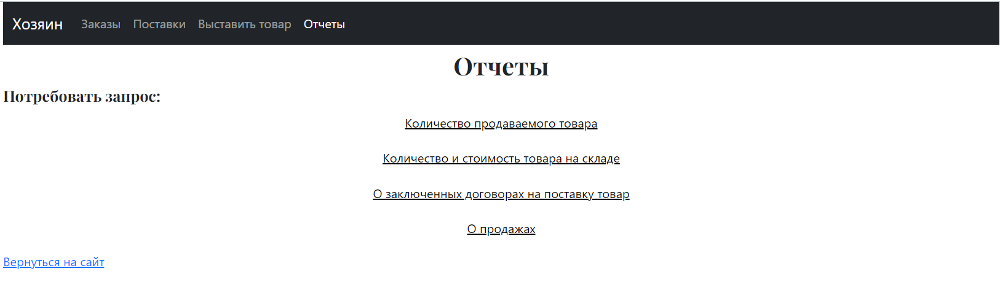 Хозяин Заказы Поставки Выставить товар Отчеты
Отчеты
Потребовать запрос:
Количество продаваемого товара
Количество и стоимость товара на складе
О заключенных договорах на поставку товар
О продажах
Вернуться на сайт